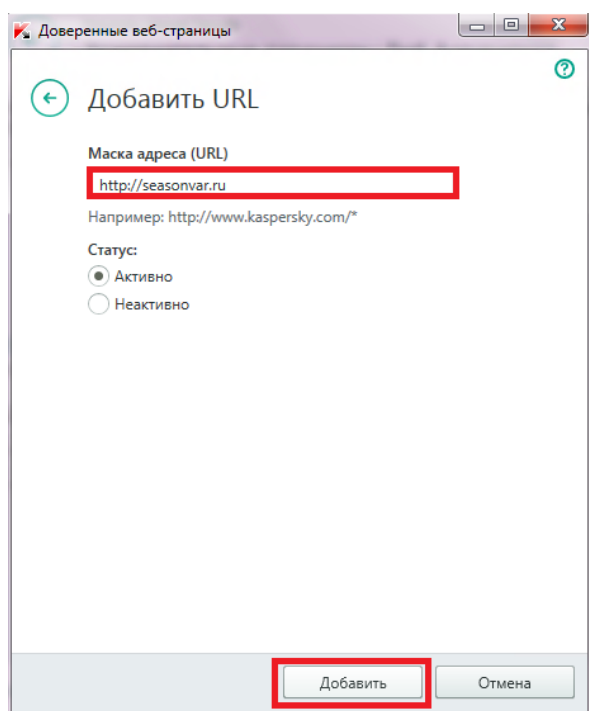 Доверенные веб-страницы
Добавить URL
Маска адреса (URL)
http://seasonvar.ru
Например: http://www.kaspersky.com/*
Статус:
Активно
Неактивно
Добавить
Отмена